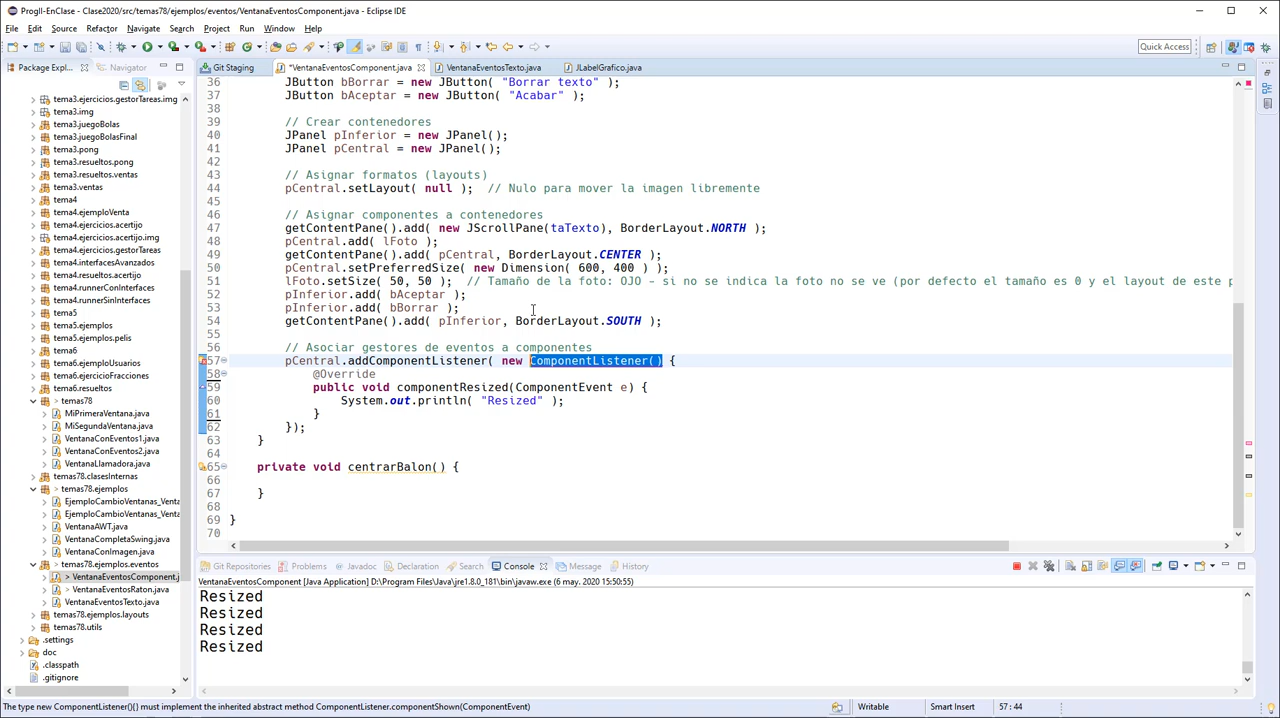 ProgII-EnClase - Clase2020/src/temas78/ejemplos/eventos/VentanaEventosComponent.java - Eclipse IDE
File Edit Source Refactor Navigate Search Project Run Window Help
Quick Access
Package Expl...
Navigator
Git Staging
*VentanaEventosComponent.java
VentanaEventosTexto.java
JLabelGrafico.java
tema3.ejercicios.gestorTareas.img
tema3.img
tema3.juegoBolas
tema3.juegoBolasFinal
tema3.pong
tema3.resueltos.pong
tema3.resueltos.ventas
tema3.ventas
tema4
tema4.ejemploVenta
tema4.ejercicios.acertijo
tema4.ejercicios.acertijo.img
tema4.ejercicios.gestorTareas
tema4.interfacesAvanzados
tema4.resueltos.acertijo
tema4.runnerConInterfaces
tema4.runnerSinInterfaces
tema5
tema5.ejemplos
tema5.ejemplos.pelis
tema6
tema6.ejemploUsuarios
tema6.ejercicioFracciones
tema6.resueltos
temas78
MiPrimeraVentana.java
MiSegundaVentana.java
VentanaConEventos1.java
VentanaConEventos2.java
VentanaLlamadora.java
temas78.clasesInternas
temas78.ejemplos
EjemploCambioVentanas_Venta
EjemploCambioVentanas_Venta
VentanaAWT.java
VentanaCompletaSwing.java
VentanaConImagen.java
temas78.ejemplos.eventos
> VentanaEventosComponent.j
> VentanaEventosRaton.java
VentanaEventosTexto.java
temas78.ejemplos.layouts
temas78.utils
.settings
doc
.classpath
.gitignore
36 JButton bBorrar = new JButton( "Borrar texto" );
37 JButton bAceptar = new JButton( "Acabar" );
38
39 // Crear contenedores
40 JPanel pInferior = new JPanel();
41 JPanel pCentral = new JPanel();
42
43 // Asignar formatos (layouts)
44 pCentral.setLayout( null ); // Nulo para mover la imagen libremente
45
46 // Asignar componentes a contenedores
47 getContentPane().add( new JScrollPane(taTexto), BorderLayout.NORTH );
48 pCentral.add( lFoto );
49 getContentPane().add( pCentral, BorderLayout.CENTER );
50 pCentral.setPreferredSize( new Dimension( 600, 400 ) );
51 lFoto.setSize( 50, 50 ); // Tamaño de la foto: OJO - si no se indica la foto no se ve (por defecto el tamaño es 0 y el layout de este p
52 pInferior.add( bAceptar );
53 pInferior.add( bBorrar );
54 getContentPane().add( pInferior, BorderLayout.SOUTH );
55
56 // Asociar gestores de eventos a componentes
57 pCentral.addComponentListener( new ComponentListener() {
58 @Override
59 public void componentResized(ComponentEvent e) {
60 System.out.println( "Resized" );
61 }
62 });
63 }
64
65 private void centrarBalon() {
66
67 }
68
69 }
70
Git Repositories Problems Javadoc Declaration Search Console Message History
VentanaEventosComponent [Java Application] D:\Program Files\Java\jre1.8.0_181\bin\javaw.exe (6 may. 2020 15:50:55)
Resized
Resized
Resized
Resized
The type new ComponentListener(){} must implement the inherited abstract method ComponentListener.componentShown(ComponentEvent)
Writable
Smart Insert
57 : 44